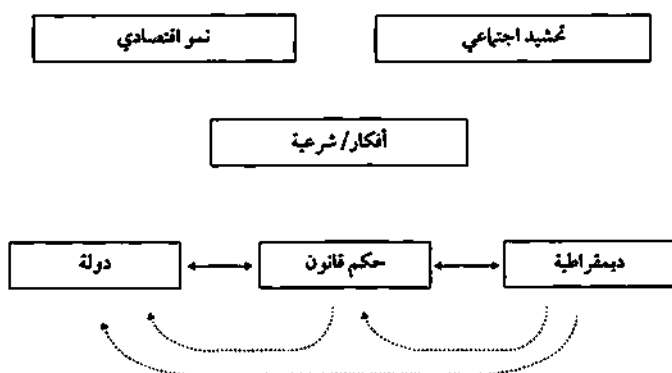 تحشيد اجتماعي
نمو اقتصادي
أفكار/ شرعية
ديمقراطية
حكم قانون
دولة